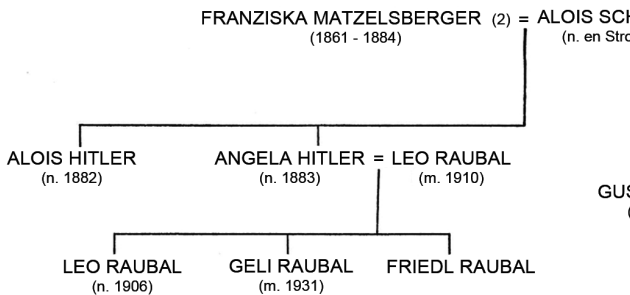 FRANZISKA MATZELSBERGER (2) = ALOIS SCH
(1861 - 1884) (n. en Stro
ALOIS HITLER ANGELA HITLER = LEO RAUBAL
(n. 1882) (n. 1883) (m. 1910)
GUS
(
LEO RAUBAL GELI RAUBAL FRIEDL RAUBAL
(n. 1906) (m. 1931)